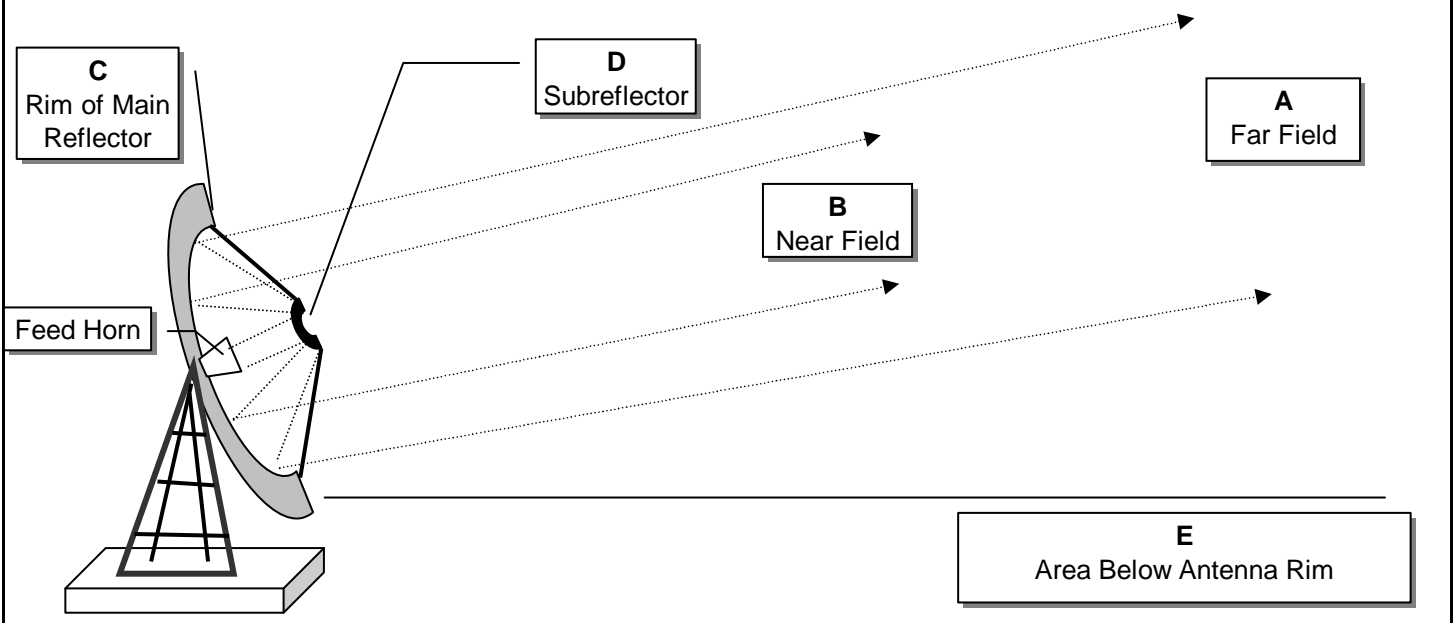 C
Rim of Main
Reflector
D
Subreflector
A
Far Field
B
Near Field
Feed Horn
E
Area Below Antenna Rim